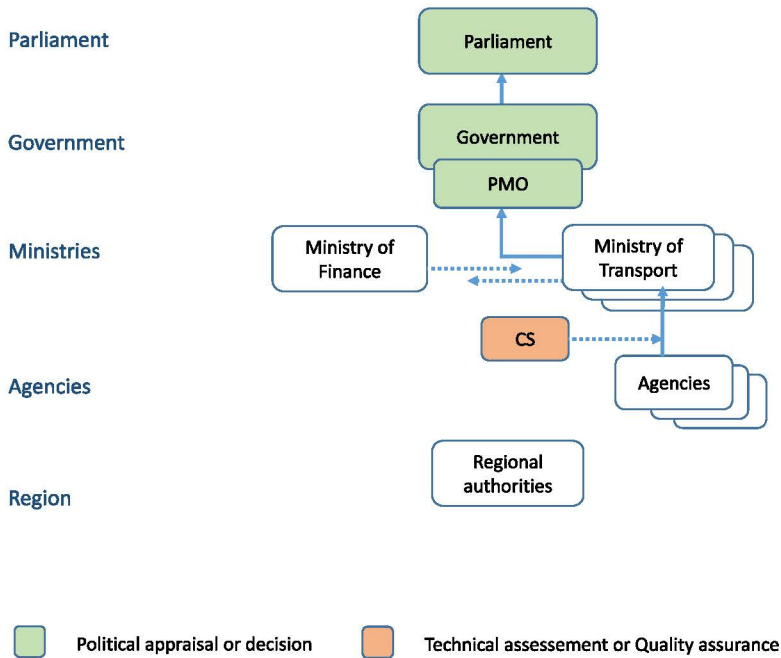 Parliament
Parliament
Government
Government
PMO
Ministries
Ministry of
Finance
Ministry of
Transport
CS
Agencies
Agencies
Regional
authorities
Region
Political appraisal or decision
Technical assessement or Quality assurance